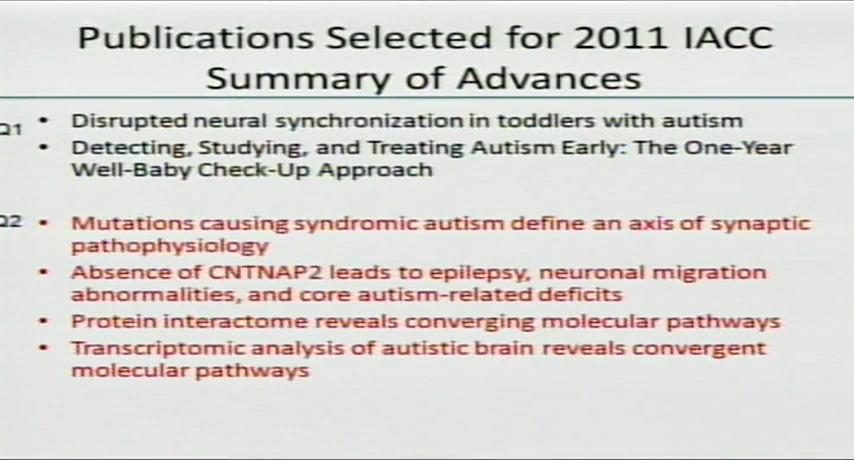 Publications Selected for 2011 IACC
Summary of Advances
Q1
• Disrupted neural synchronization in toddlers with autism
• Detecting, Studying, and Treating Autism Early: The One-Year
Well-Baby Check-Up Approach
Q2
• Mutations causing syndromic autism define an axis of synaptic
pathophysiology
• Absence of CNTNAP2 leads to epilepsy, neuronal migration
abnormalities, and core autism-related deficits
• Protein interactome reveals converging molecular pathways
• Transcriptomic analysis of autistic brain reveals convergent
molecular pathways